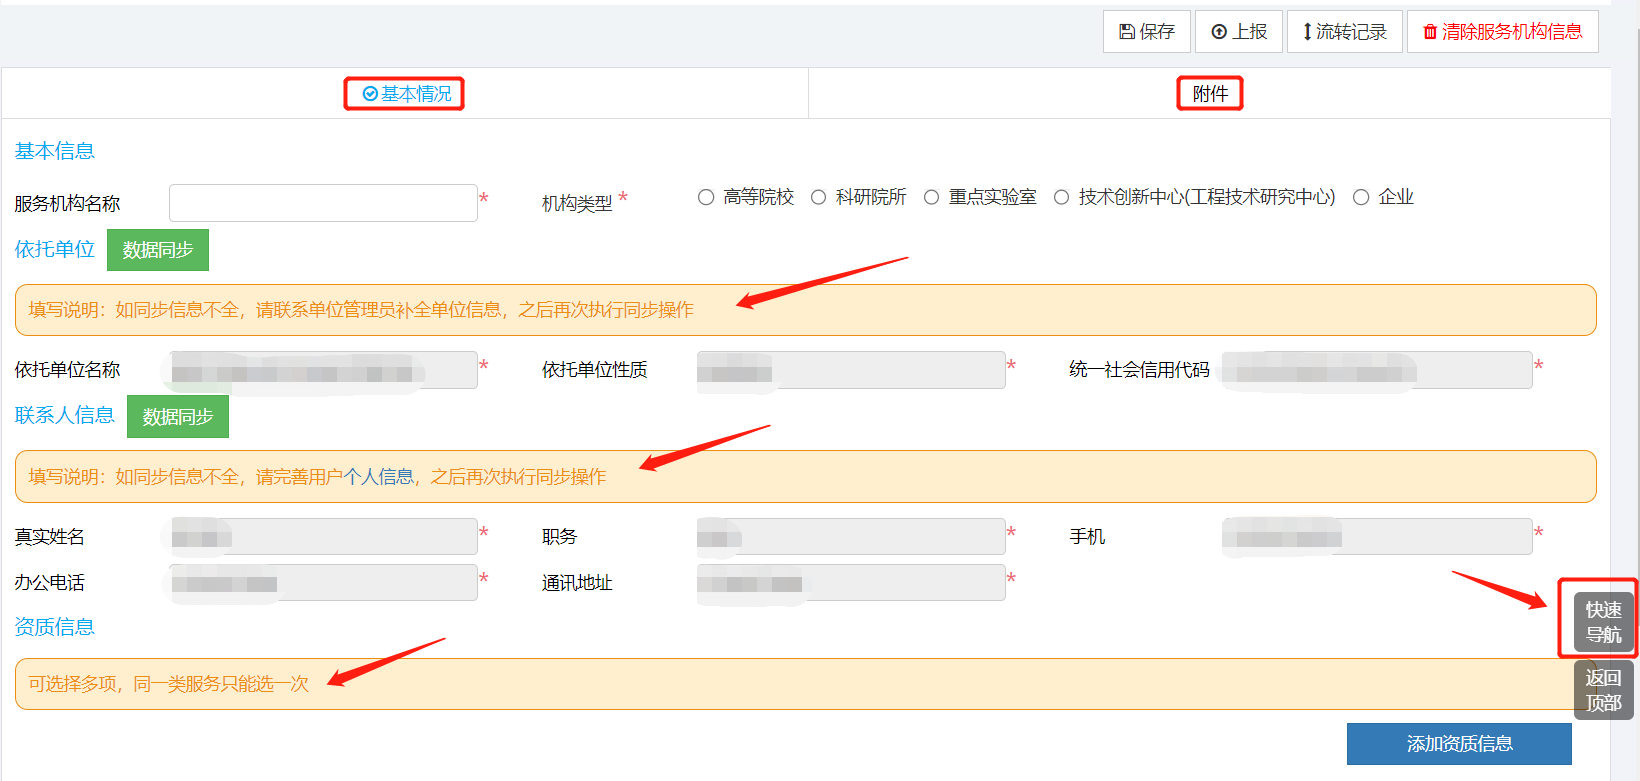 保存 上报 流转记录 清除服务机构信息
基本情况 附件
基本信息
服务机构名称 * 机构类型 * 高等院校 科研院所 重点实验室 技术创新中心(工程技术研究中心) 企业
依托单位 数据同步
填写说明：如同步信息不全，请联系单位管理员补全单位信息，之后再次执行同步操作
依托单位名称 * 依托单位性质 * 统一社会信用代码 *
联系人信息 数据同步
填写说明：如同步信息不全，请完善用户个人信息，之后再次执行同步操作
真实姓名 * 职务 * 手机 *
办公电话 * 通讯地址 *
资质信息
快速
导航
可选择多项，同一类服务只能选一次
返回
顶部
添加资质信息